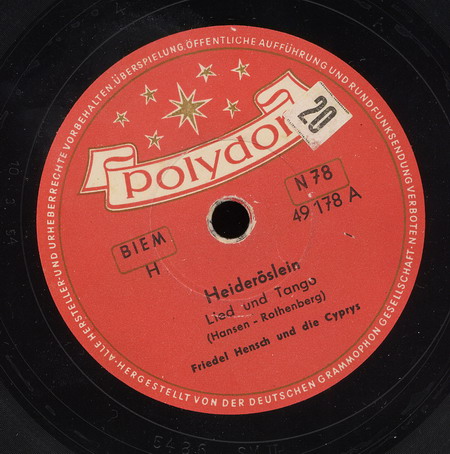 ALLE HERSTELLER- UND URHEBERRECHTE VORBEHALTEN. ÜBERSPIELUNG, ÖFFENTLICHE AUFFÜHRUNG UND RUNDFUNKSENDUNG VERBOTEN
polydor
20
BIEM
H
N 78
49 178 A
Heideröslein
Lied und Tango
(Hansen - Rothenberg)
Friedel Hensch und die Cyprys
HERGESTELLT VON DER DEUTSCHEN GRAMMOPHON GESELLSCHAFT